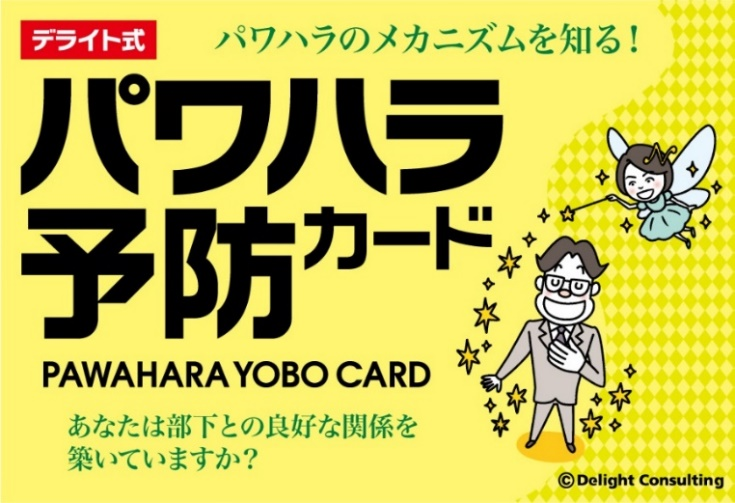 デライト式
パワハラのメカニズムを知る!
パワハラ
予防カード
PAWAHARA YOBO CARD
あなたは部下との良好な関係を
築いていますか?
©Delight Consulting